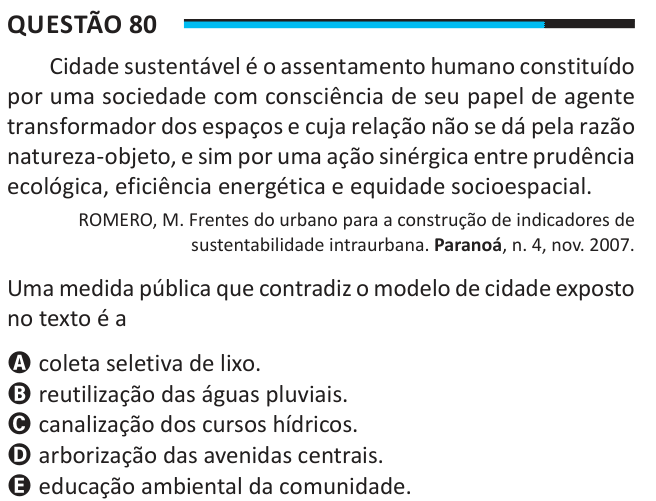 QUESTÃO 80
Cidade sustentável é o assentamento humano constituído
por uma sociedade com consciência de seu papel de agente
transformador dos espaços e cuja relação não se dá pela razão
natureza-objeto, e sim por uma ação sinérgica entre prudência
ecológica, eficiência energética e equidade socioespacial.
ROMERO, M. Frentes do urbano para a construção de indicadores de
sustentabilidade intraurbana. Paranoá, n. 4, nov. 2007.
Uma medida pública que contradiz o modelo de cidade exposto
no texto é a
A coleta seletiva de lixo.
B reutilização das águas pluviais.
C canalização dos cursos hídricos.
D arborização das avenidas centrais.
E educação ambiental da comunidade.